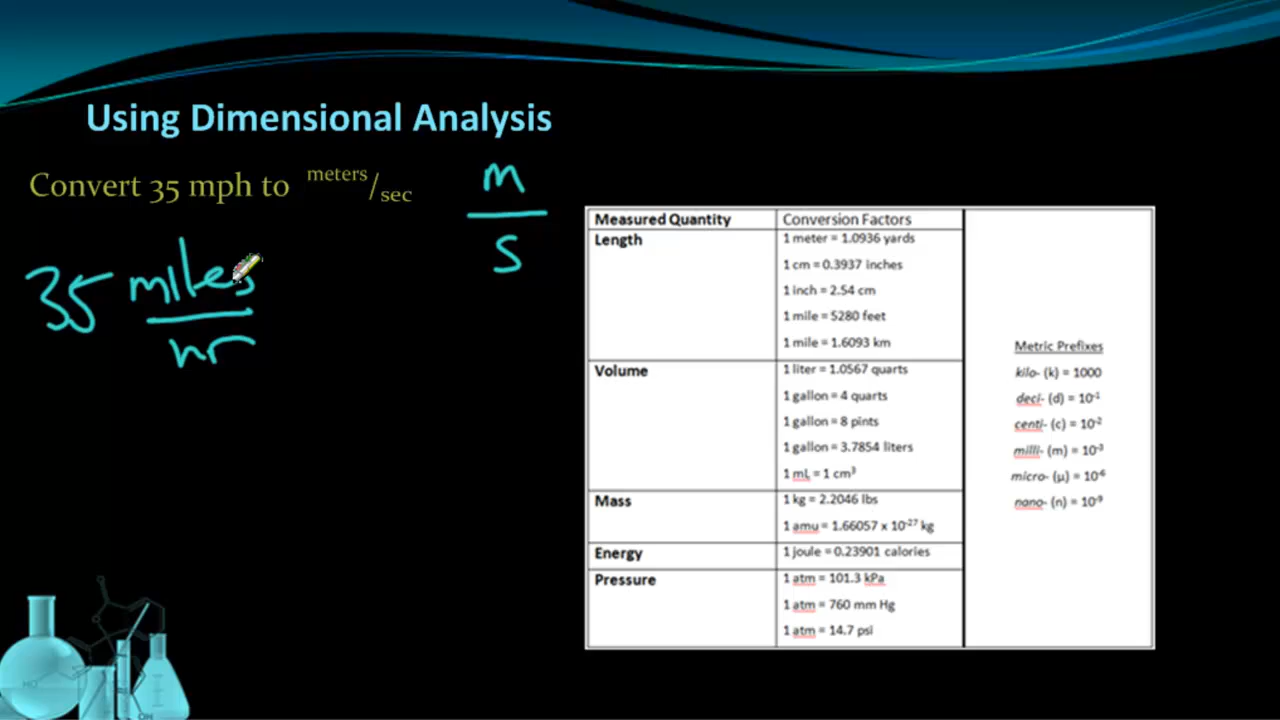 Using Dimensional Analysis
Convert 35 mph to meters/sec
m
s
35 miles
hr
Measured Quantity Conversion Factors
Length 1 meter = 1.0936 yards
1 cm = 0.3937 inches
1 inch = 2.54 cm
1 mile = 5280 feet
1 mile = 1.6093 km
Volume 1 liter = 1.0567 quarts
1 gallon = 4 quarts
1 gallon = 8 pints
1 gallon = 3.7854 liters
1 mL = 1 cm³
Mass 1 kg = 2.2046 lbs
1 amu = 1.66057 x 10⁻²⁷ kg
Energy 1 joule = 0.23901 calories
Pressure 1 atm = 101.3 kPa
1 atm = 760 mm Hg
1 atm = 14.7 psi
Metric Prefixes
kilo- (k) = 1000
deci- (d) = 10⁻¹
centi- (c) = 10⁻²
milli- (m) = 10⁻³
micro- (μ) = 10⁻⁶
nano- (n) = 10⁻⁹
HO
OH